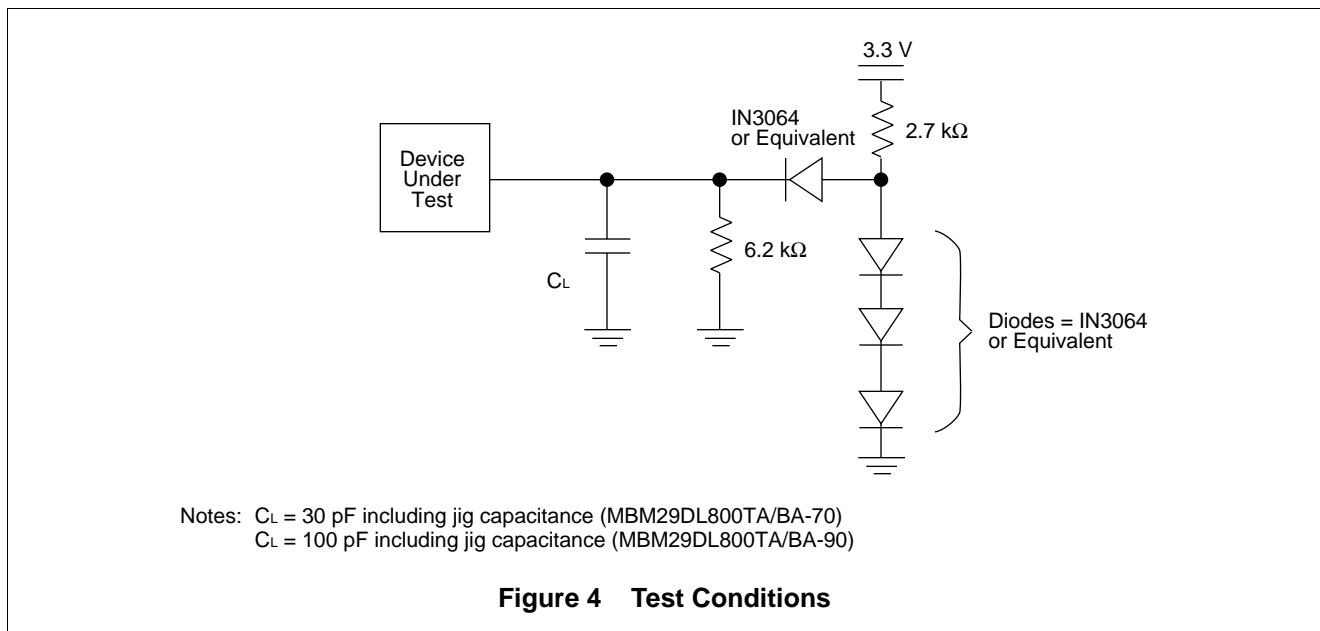 3.3 V
IN3064
or Equivalent
2.7 kΩ
Device
Under
Test
6.2 kΩ
CL
Diodes = IN3064
or Equivalent
Notes: CL = 30 pF including jig capacitance (MBM29DL800TA/BA-70)
CL = 100 pF including jig capacitance (MBM29DL800TA/BA-90)
Figure 4 Test Conditions